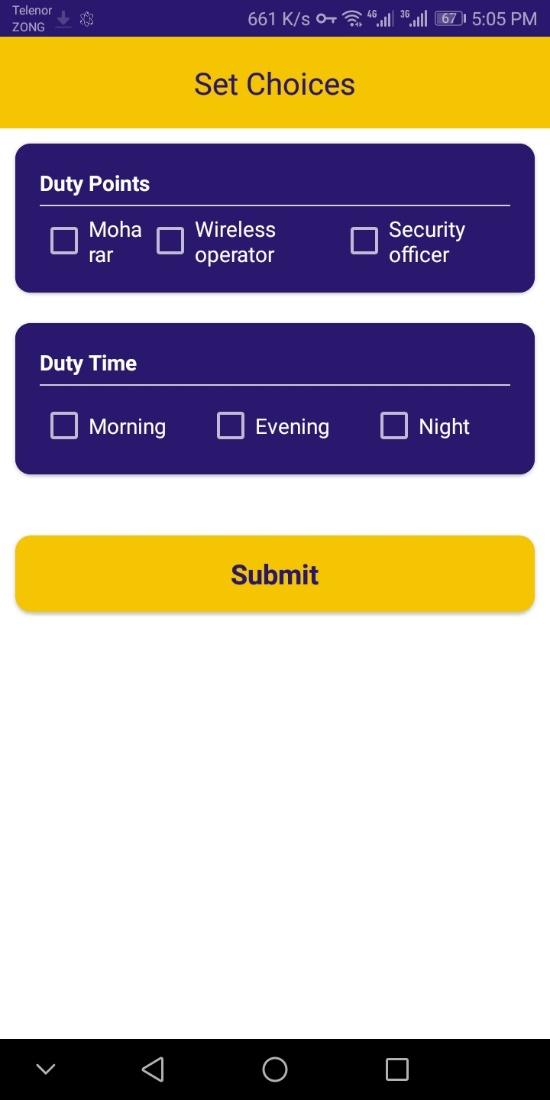 Telenor
ZONG
661 K/s 4G 3G 67 5:05 PM
Set Choices
Duty Points
Moha
rar
Wireless
operator
Security
officer
Duty Time
Morning Evening Night
Submit